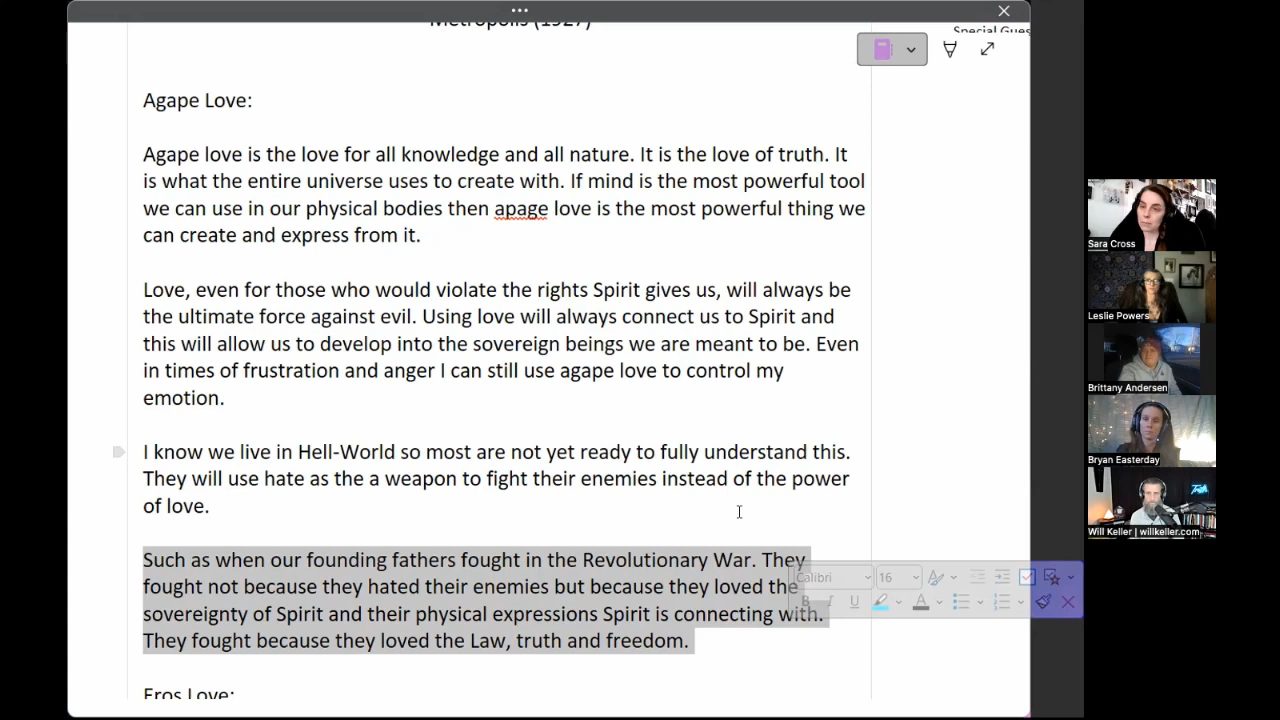 Metropolis (1927)
Special Gues
Agape Love:
Agape love is the love for all knowledge and all nature. It is the love of truth. It
is what the entire universe uses to create with. If mind is the most powerful tool
we can use in our physical bodies then apage love is the most powerful thing we
can create and express from it.
Love, even for those who would violate the rights Spirit gives us, will always be
the ultimate force against evil. Using love will always connect us to Spirit and
this will allow us to develop into the sovereign beings we are meant to be. Even
in times of frustration and anger I can still use agape love to control my
emotion.
I know we live in Hell-World so most are not yet ready to fully understand this.
They will use hate as the a weapon to fight their enemies instead of the power
of love.
Such as when our founding fathers fought in the Revolutionary War. They
fought not because they hated their enemies but because they loved the
sovereignty of Spirit and their physical expressions Spirit is connecting with.
They fought because they loved the Law, truth and freedom.
Eros Love:
Calibri 16
B I U A
Sara Cross
Leslie Powers
Brittany Andersen
Bryan Easterday
Truth
Will Keller | willkeller.com